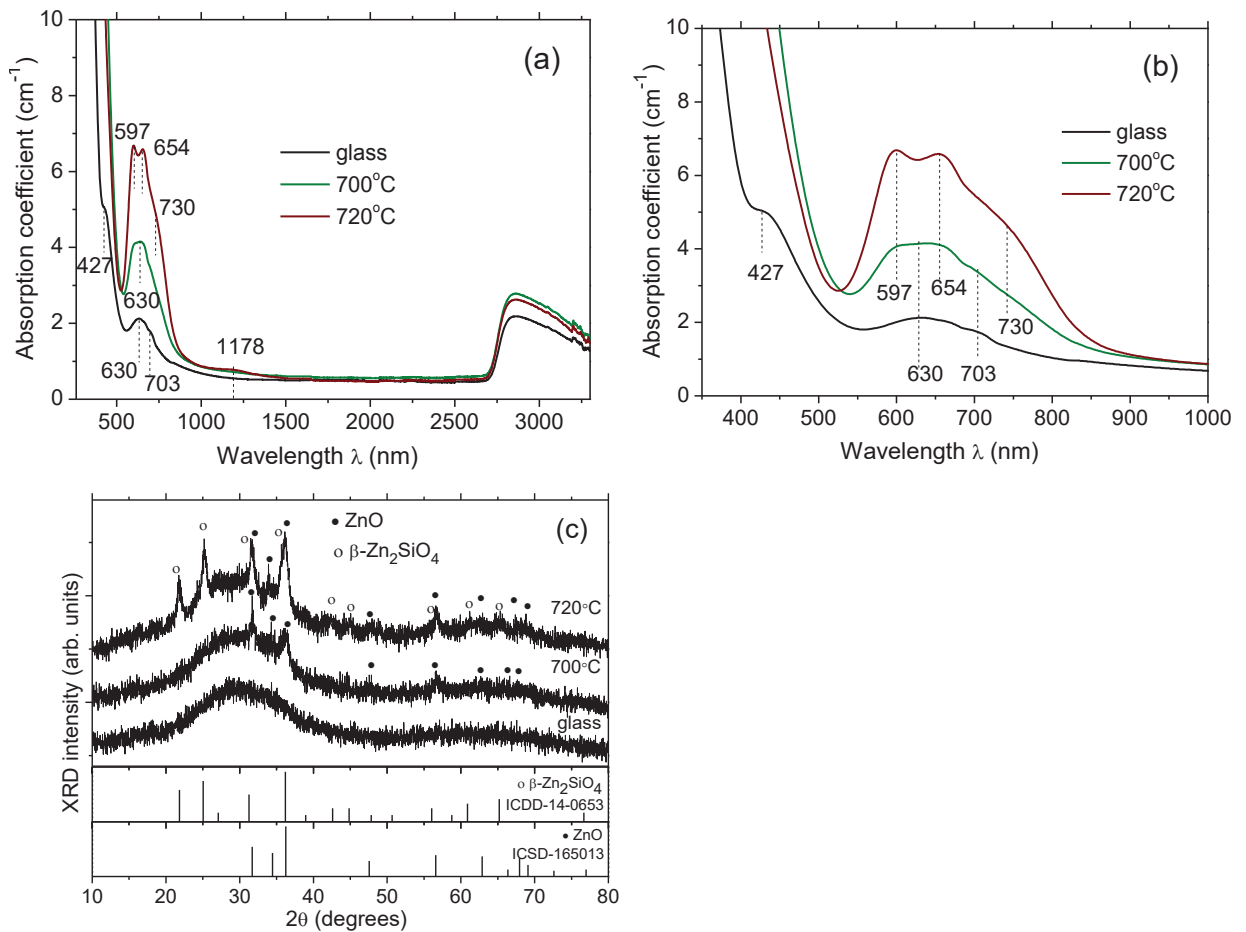 (a)
Absorption coefficient (cm⁻¹)
10
8
6
4
2
0
597
654
730
427
630
630
703
1178
glass
700°C
720°C
500 1000 1500 2000 2500 3000
Wavelength λ (nm)
(b)
Absorption coefficient (cm⁻¹)
10
8
6
4
2
0
427
597
654
730
630
703
glass
700°C
720°C
400 500 600 700 800 900 1000
Wavelength λ (nm)
(c)
XRD intensity (arb. units)
• ZnO
o β-Zn₂SiO₄
720°C
700°C
glass
o β-Zn₂SiO₄
ICDD-14-0653
• ZnO
ICSD-165013
10 20 30 40 50 60 70 80
2θ (degrees)